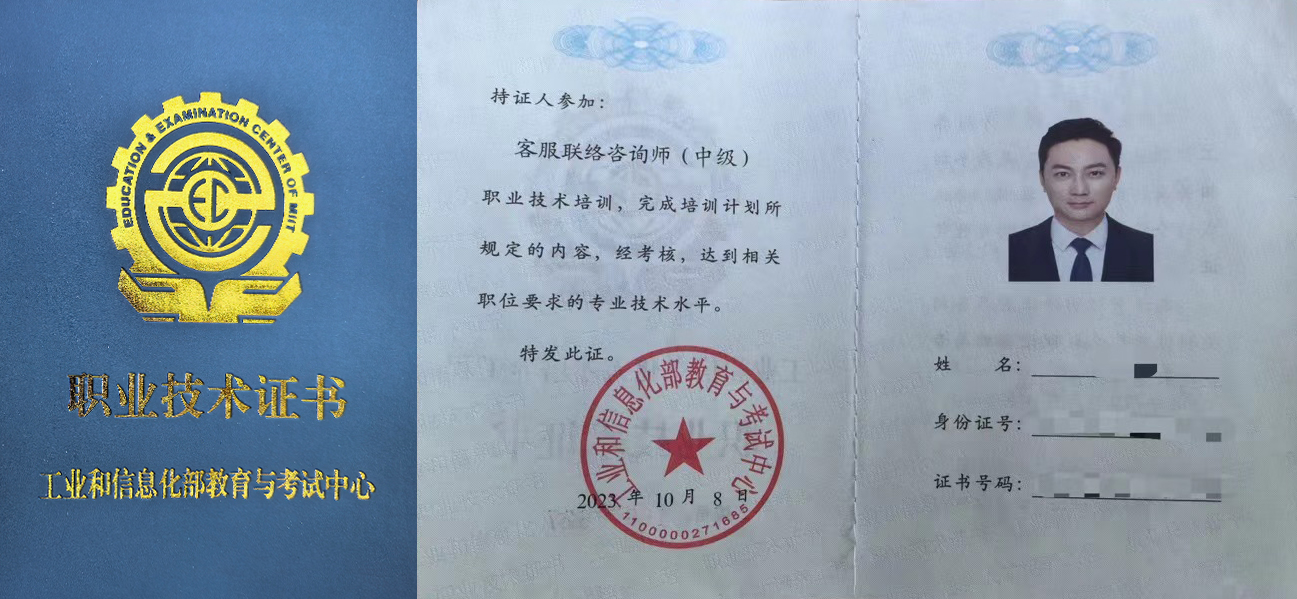 EDUCATION & EXAMINATION CENTER OF MIIT
EC
职业技术证书
工业和信息化部教育与考试中心
持证人参加：
客服联络咨询师（中级）
职业技术培训，完成培训计划所
规定的内容，经考核，达到相关
职位要求的专业技术水平。
特发此证。
工业和信息化部教育与考试中心
2023 年 10 月 8 日
1100000271685
姓 名：
身份证号：
证书号码：